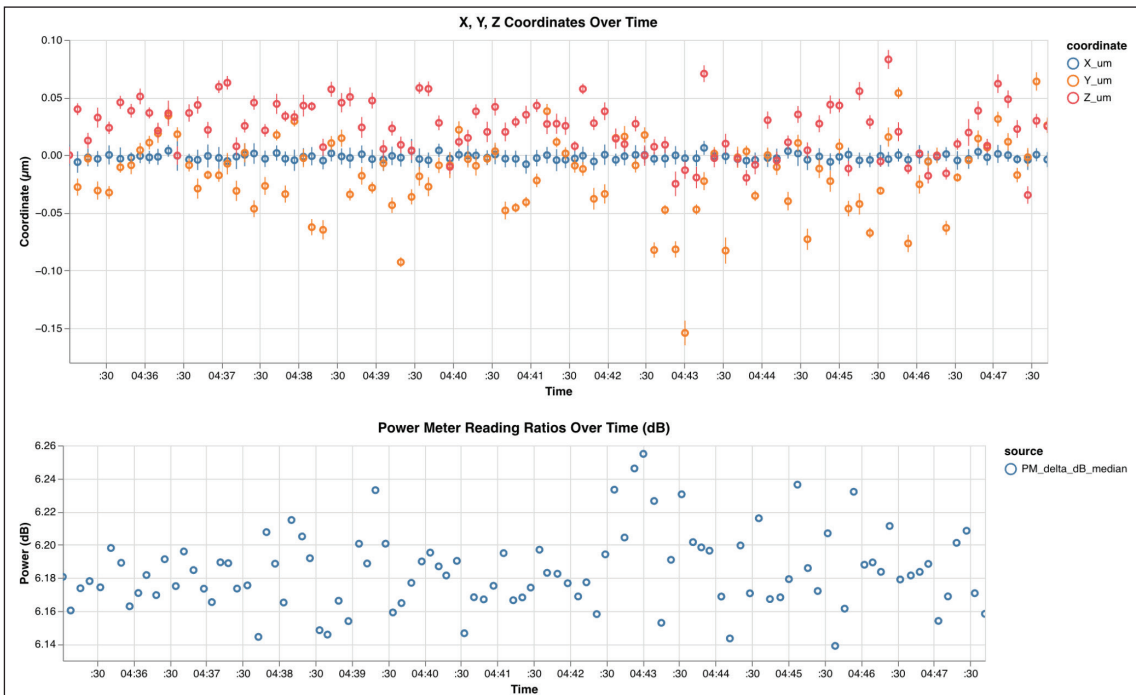 X, Y, Z Coordinates Over Time
coordinate
X_um
Y_um
Z_um
Coordinate (μm)
0.10
0.05
0.00
−0.05
−0.10
−0.15
:30 04:36 :30 04:37 :30 04:38 :30 04:39 :30 04:40 :30 04:41 :30 04:42 :30 04:43 :30 04:44 :30 04:45 :30 04:46 :30 04:47 :30
Time
Power Meter Reading Ratios Over Time (dB)
source
PM_delta_dB_median
Power (dB)
6.26
6.24
6.22
6.20
6.18
6.16
6.14
:30 04:36 :30 04:37 :30 04:38 :30 04:39 :30 04:40 :30 04:41 :30 04:42 :30 04:43 :30 04:44 :30 04:45 :30 04:46 :30 04:47 :30
Time